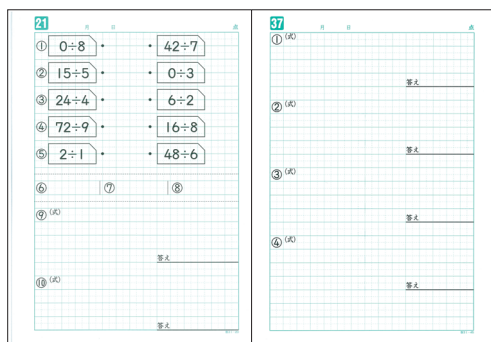 21 月 日 点
① 0÷8 • • 42÷7
② 15÷5 • • 0÷3
③ 24÷4 • • 6÷2
④ 72÷9 • • 16÷8
⑤ 2÷1 • • 48÷6
⑥ ⑦ ⑧
⑨ (式)
答え
⑩ (式)
答え
37 月 日 点
① (式)
答え
② (式)
答え
③ (式)
答え
④ (式)
答え